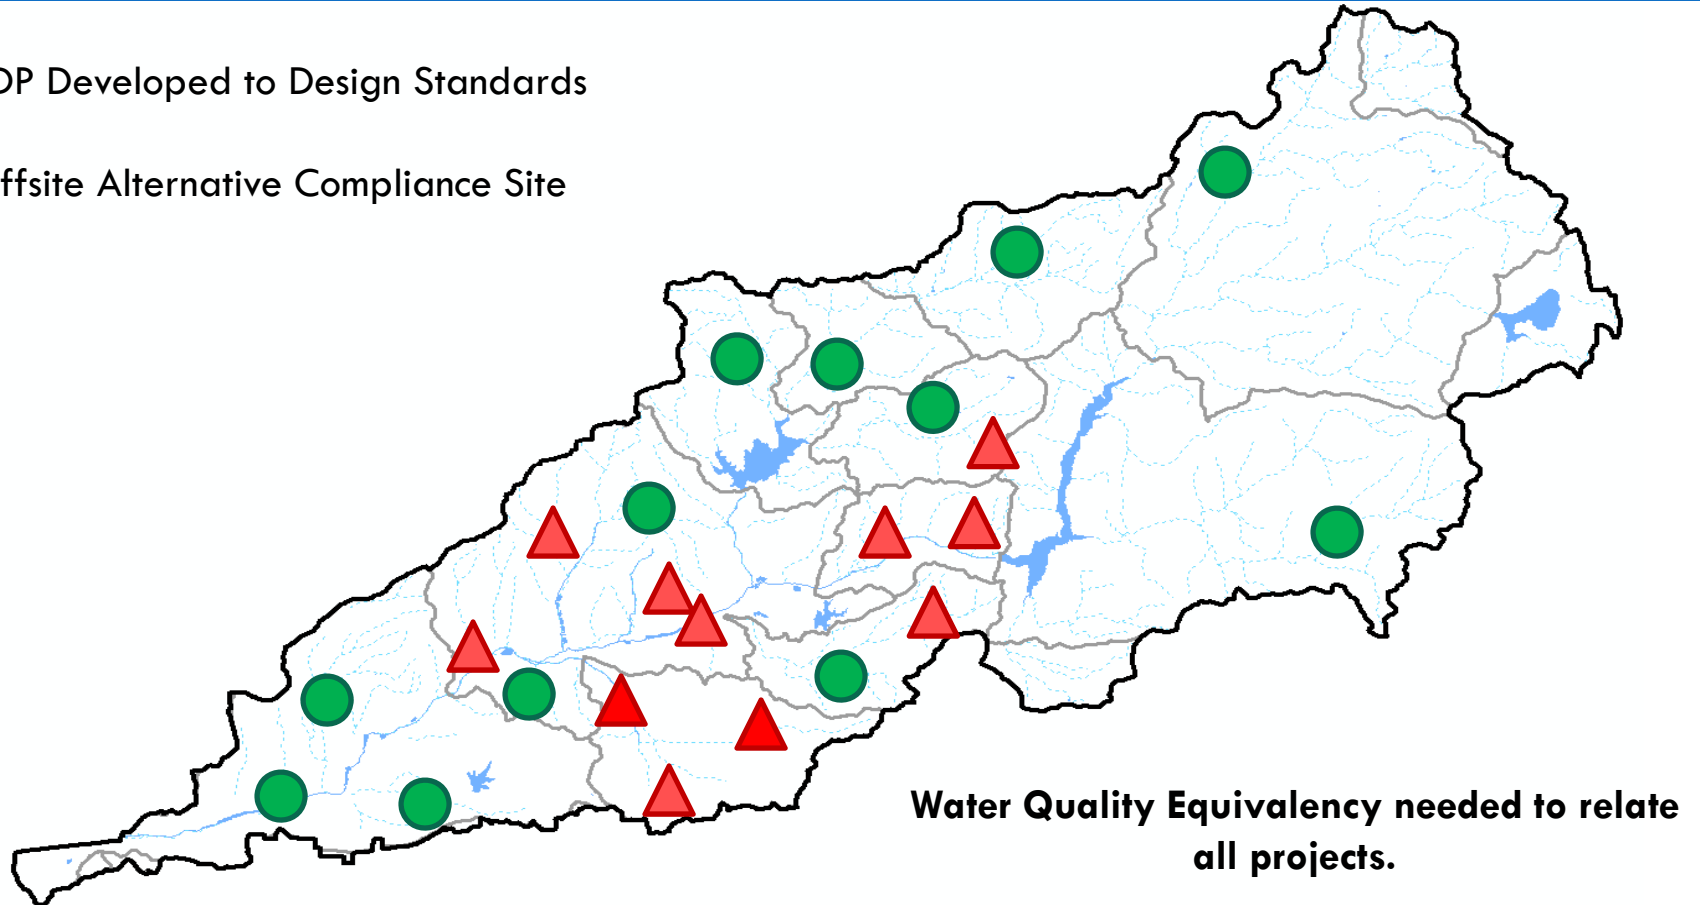 DP Developed to Design Standards
ffsite Alternative Compliance Site
Water Quality Equivalency needed to relate
all projects.